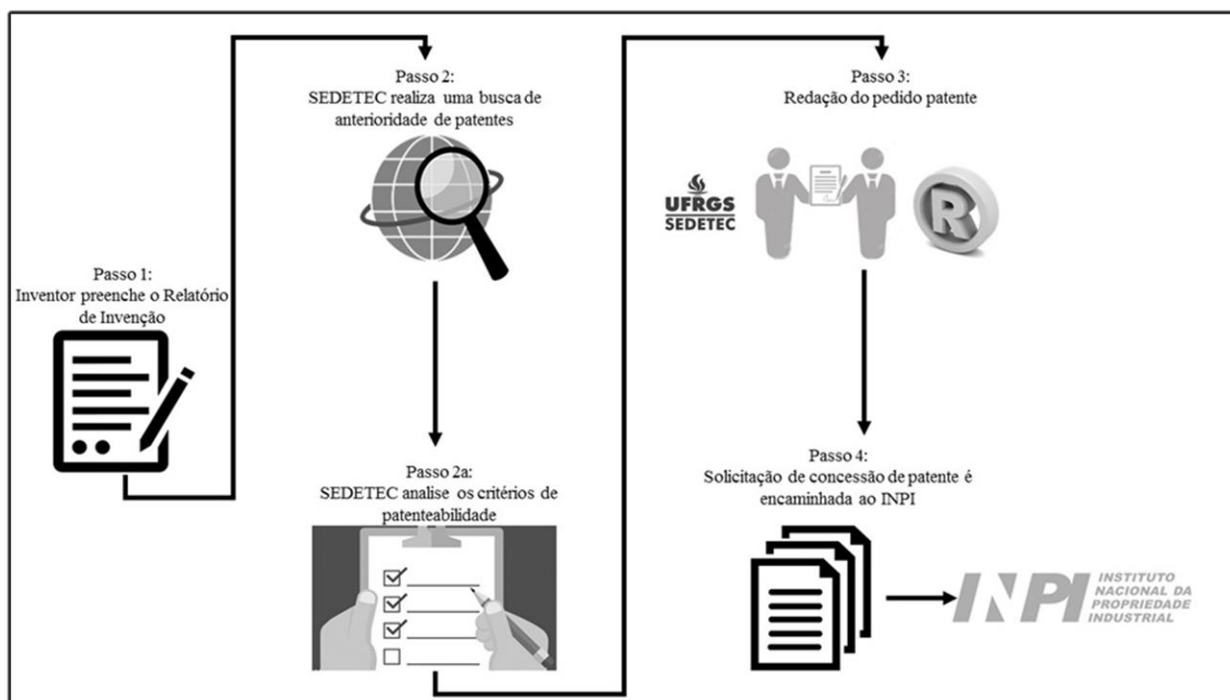 Passo 1:
Inventor preenche o Relatório
de Invenção
Passo 2:
SEDETEC realiza uma busca de
anterioridade de patentes
Passo 2a:
SEDETEC analise os critérios de
patenteabilidade
Passo 3:
Redação do pedido patente
UFRGS
SEDETEC
R
Passo 4:
Solicitação de concessão de patente é
encaminhada ao INPI
INPI
INSTITUTO
NACIONAL DA
PROPRIEDADE
INDUSTRIAL